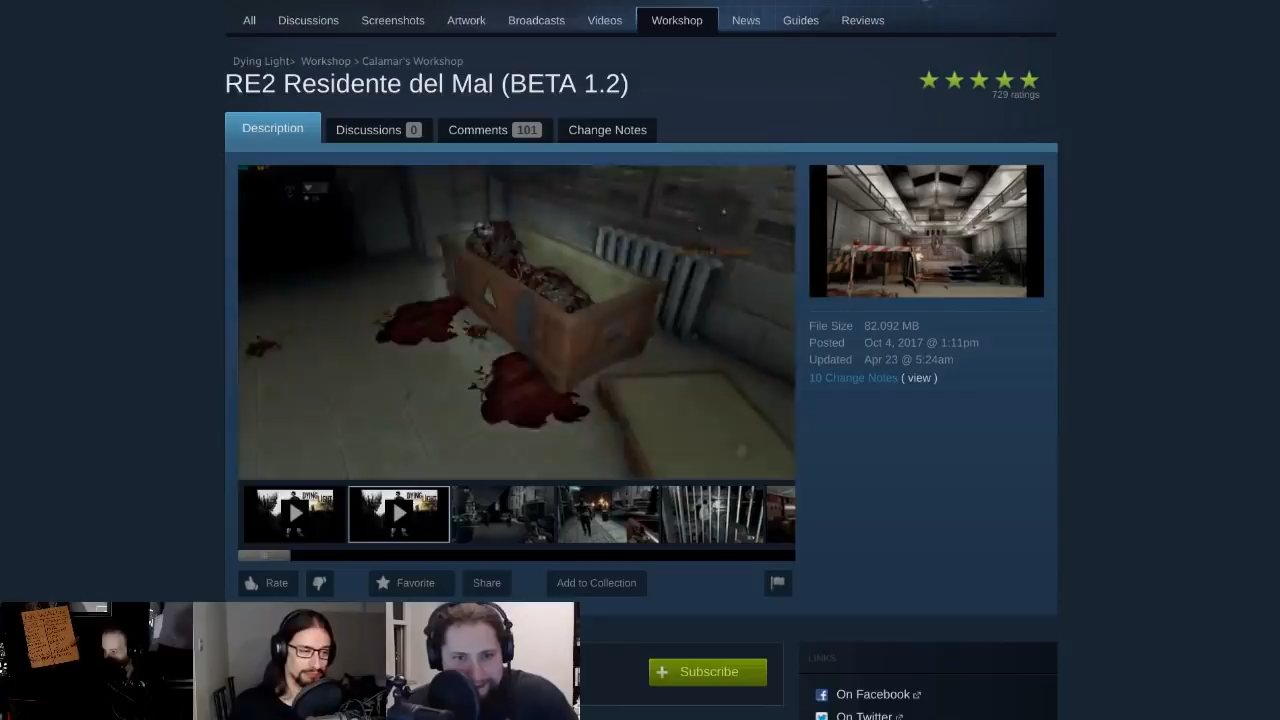 All Discussions Screenshots Artwork Broadcasts Videos Workshop News Guides Reviews
Dying Light> Workshop > Calamar's Workshop
RE2 Residente del Mal (BETA 1.2)
729 ratings
Description Discussions 0 Comments 101 Change Notes
File Size 82.092 MB
Posted Oct 4, 2017 @ 1:11pm
Updated Apr 23 @ 5:24am
10 Change Notes ( view )
Rate Favorite Share Add to Collection
Subscribe
LINKS
On Facebook
On Twitter